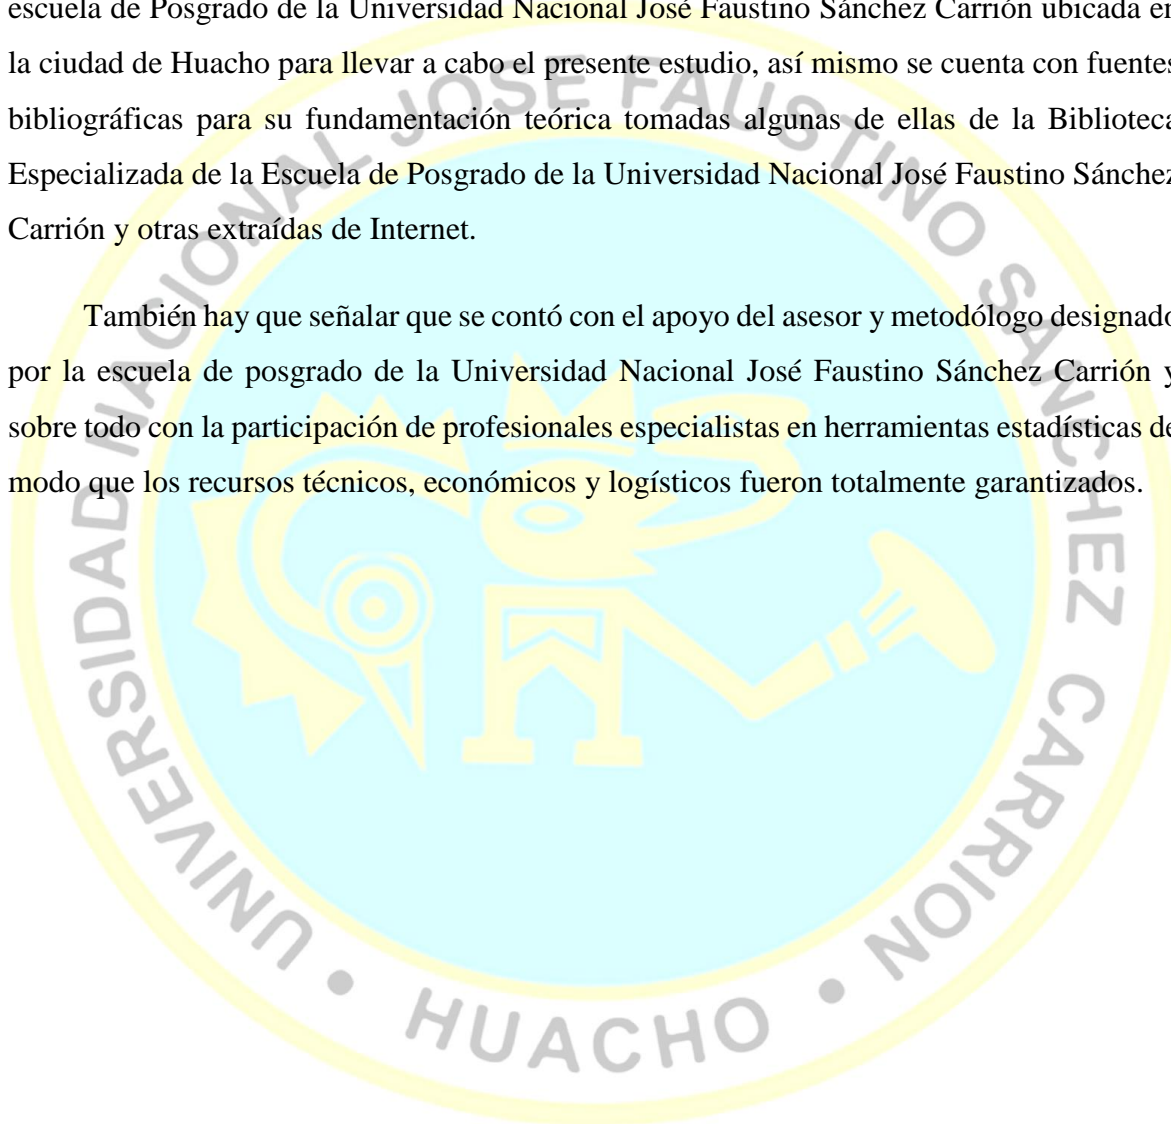 escuela de Posgrado de la Universidad Nacional José Faustino Sánchez Carrión ubicada en
la ciudad de Huacho para llevar a cabo el presente estudio, así mismo se cuenta con fuentes
bibliográficas para su fundamentación teórica tomadas algunas de ellas de la Biblioteca
Especializada de la Escuela de Posgrado de la Universidad Nacional José Faustino Sánchez
Carrión y otras extraídas de Internet.
También hay que señalar que se contó con el apoyo del asesor y metodólogo designado
por la escuela de posgrado de la Universidad Nacional José Faustino Sánchez Carrión y
sobre todo con la participación de profesionales especialistas en herramientas estadísticas de
modo que los recursos técnicos, económicos y logísticos fueron totalmente garantizados.
UNIVERSIDAD NACIONAL JOSE FAUSTINO SANCHEZ CARRION • HUACHO •